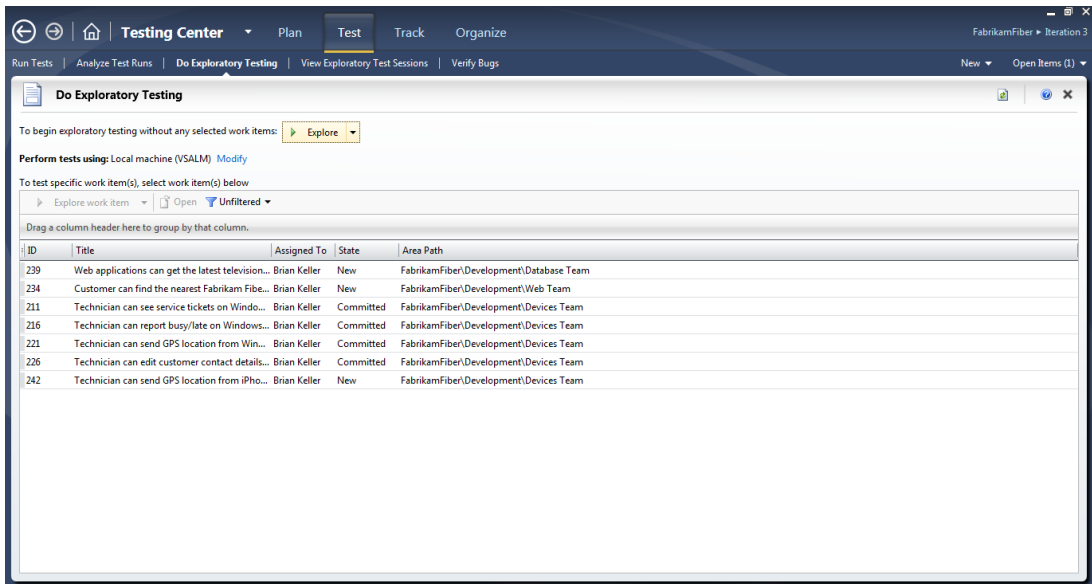 Testing Center Plan Test Track Organize FabrikamFiber ▸ Iteration 3
Run Tests | Analyze Test Runs | Do Exploratory Testing | View Exploratory Test Sessions | Verify Bugs New Open Items (1)
Do Exploratory Testing
To begin exploratory testing without any selected work items: Explore
Perform tests using: Local machine (VSALM) Modify
To test specific work item(s), select work item(s) below
Explore work item Open Unfiltered
Drag a column header here to group by that column.
ID Title Assigned To State Area Path
239 Web applications can get the latest television... Brian Keller New FabrikamFiber\Development\Database Team
234 Customer can find the nearest Fabrikam Fibe... Brian Keller New FabrikamFiber\Development\Web Team
211 Technician can see service tickets on Windo... Brian Keller Committed FabrikamFiber\Development\Devices Team
216 Technician can report busy/late on Windows... Brian Keller Committed FabrikamFiber\Development\Devices Team
221 Technician can send GPS location from Win... Brian Keller Committed FabrikamFiber\Development\Devices Team
226 Technician can edit customer contact details... Brian Keller Committed FabrikamFiber\Development\Devices Team
242 Technician can send GPS location from iPho... Brian Keller New FabrikamFiber\Development\Devices Team